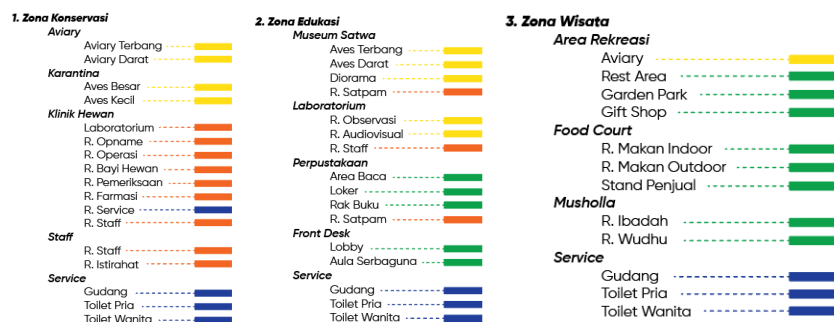 1. Zona Konservasi
Aviary
Aviary Terbang
Aviary Darat
Karantina
Aves Besar
Aves Kecil
Klinik Hewan
Laboratorium
R. Opname
R. Operasi
R. Bayi Hewan
R. Pemeriksaan
R. Farmasi
R. Service
R. Staff
Staff
R. Staff
R. Istirahat
Service
Gudang
Toilet Pria
Toilet Wanita
2. Zona Edukasi
Museum Satwa
Aves Terbang
Aves Darat
Diorama
R. Satpam
Laboratorium
R. Observasi
R. Audiovisual
R. Staff
Perpustakaan
Area Baca
Loker
Rak Buku
R. Satpam
Front Desk
Lobby
Aula Serbaguna
Service
Gudang
Toilet Pria
Toilet Wanita
3. Zona Wisata
Area Rekreasi
Aviary
Rest Area
Garden Park
Gift Shop
Food Court
R. Makan Indoor
R. Makan Outdoor
Stand Penjual
Musholla
R. Ibadah
R. Wudhu
Service
Gudang
Toilet Pria
Toilet Wanita